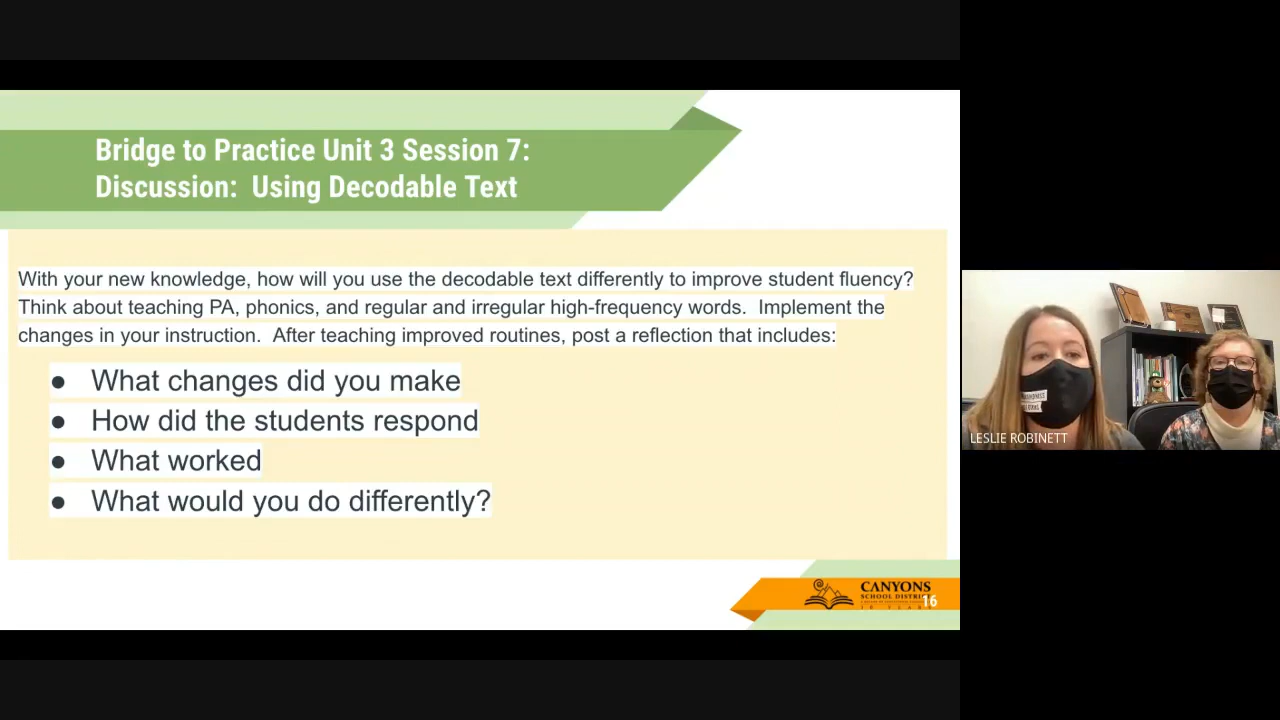 Bridge to Practice Unit 3 Session 7:
Discussion: Using Decodable Text
With your new knowledge, how will you use the decodable text differently to improve student fluency?
Think about teaching PA, phonics, and regular and irregular high-frequency words. Implement the
changes in your instruction. After teaching improved routines, post a reflection that includes:
● What changes did you make
● How did the students respond
● What worked
● What would you do differently?
CANYONS
SCHOOL
16
LESLIE ROBINETT